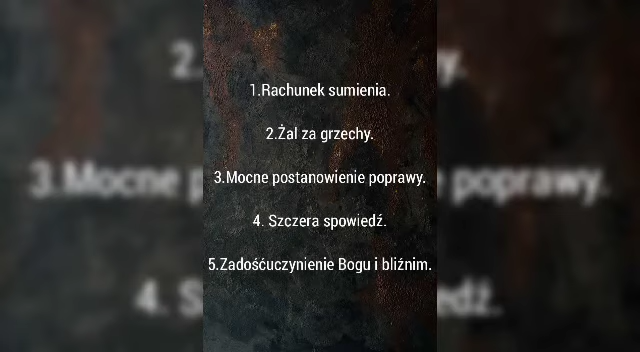 1.Rachunek sumienia.
2.Żal za grzechy.
3.Mocne postanowienie poprawy.
4. Szczera spowiedź.
5.Zadośćuczynienie Bogu i bliźnim.